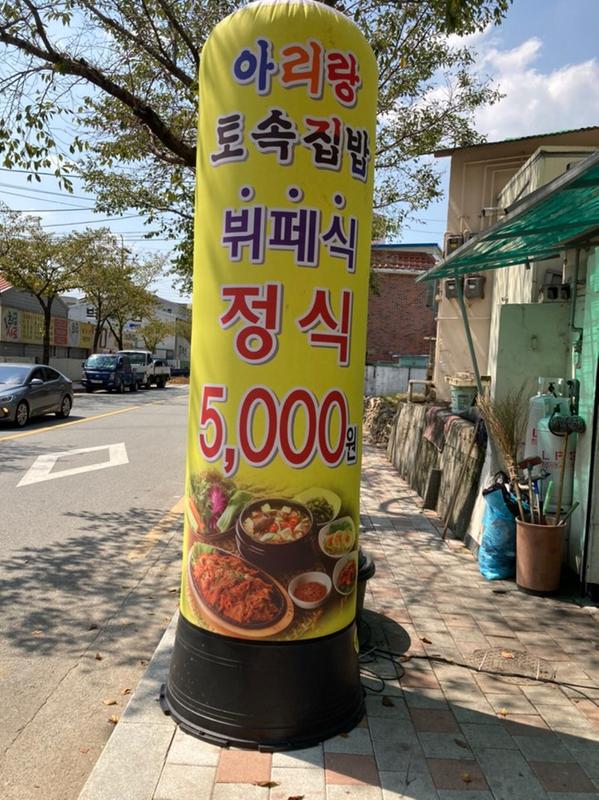 아리랑
토속집밥
뷔페식
정식
5,000원